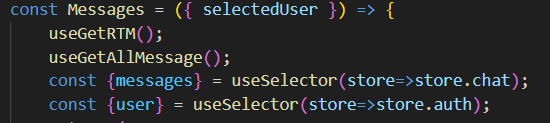 const Messages = ({ selectedUser }) => {
useGetRTM();
useGetAllMessage();
const {messages} = useSelector(store=>store.chat);
const {user} = useSelector(store=>store.auth);